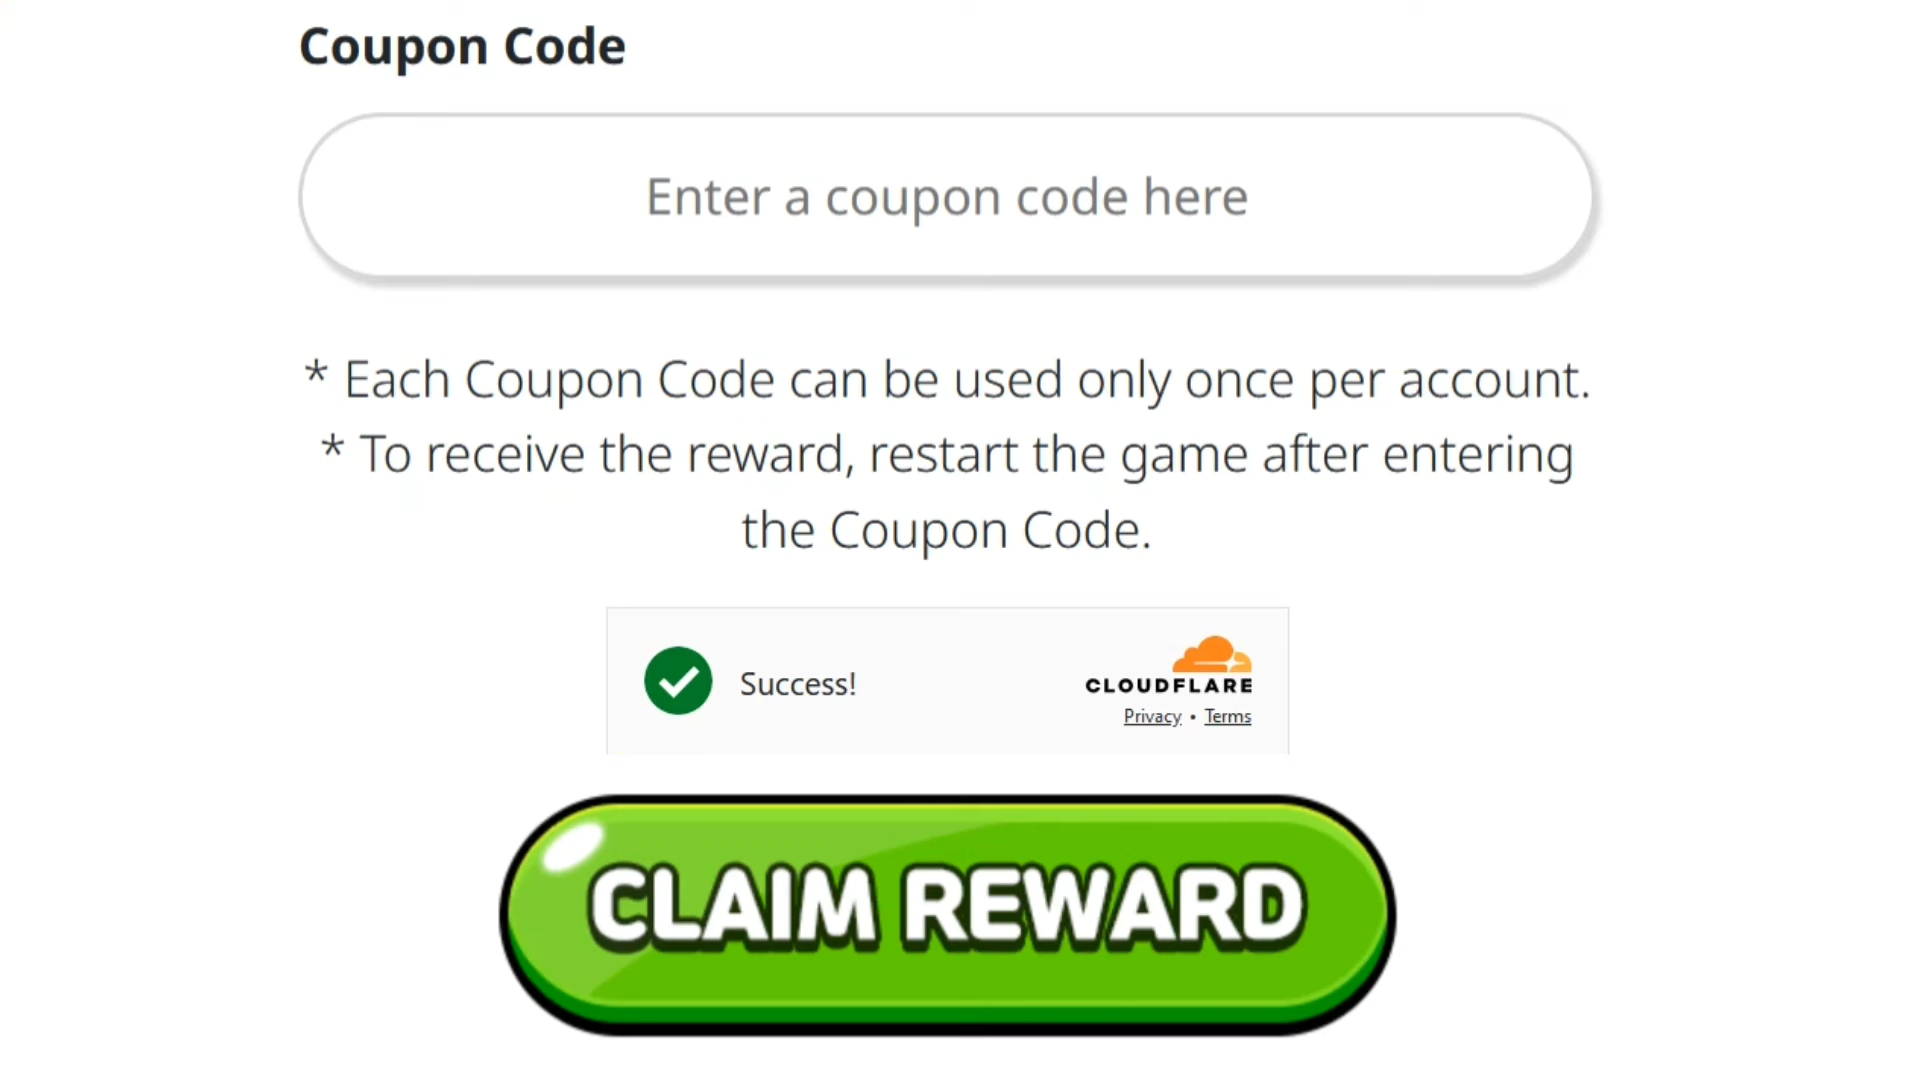 Coupon Code
Enter a coupon code here
* Each Coupon Code can be used only once per account.
* To receive the reward, restart the game after entering
the Coupon Code.
Success!
CLOUDFLARE
Privacy • Terms
CLAIM REWARD